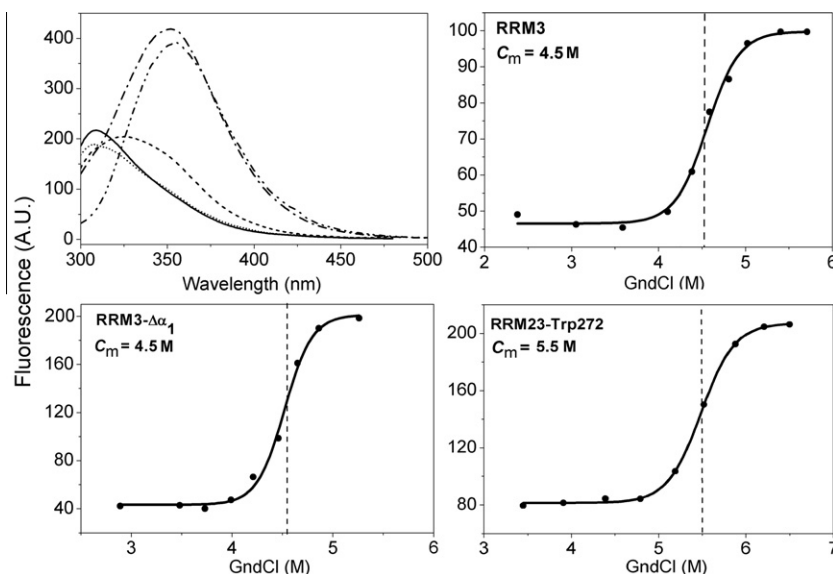 Fluorescence (A.U.)
400
300
200
100
0
300 350 400 450 500
Wavelength (nm)
RRM3
Cm = 4.5 M
100
90
80
70
60
50
40
2 3 4 5 6
GndCl (M)
RRM3-Δα1
Cm = 4.5 M
200
160
120
80
40
3 4 5 6
GndCl (M)
RRM23-Trp272
Cm = 5.5 M
200
160
120
80
3 4 5 6 7
GndCl (M)